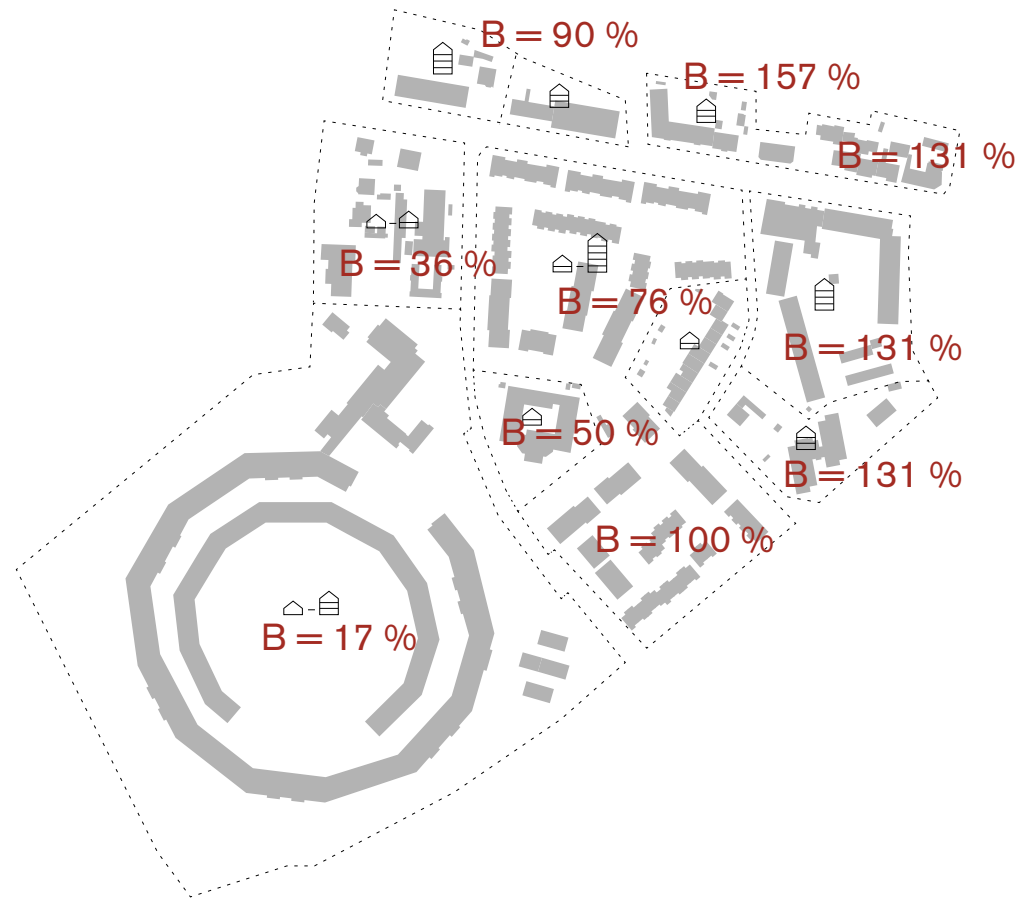 B = 90 %
B = 157 %
B = 131 %
B = 36 %
B = 76 %
B = 131 %
B = 50 %
B = 131 %
B = 100 %
B = 17 %